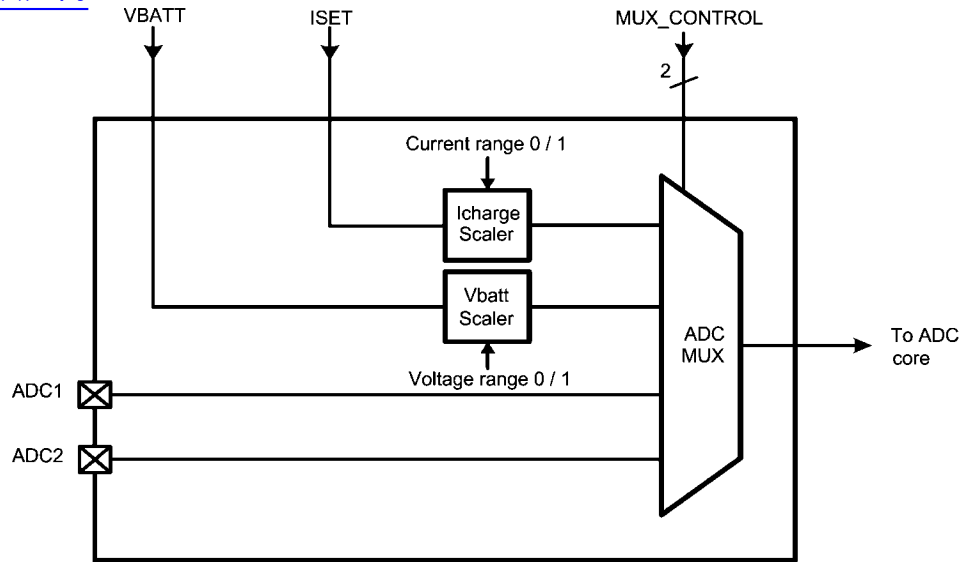 VBATT
ISET
MUX_CONTROL
2
Current range 0 / 1
Icharge
Scaler
Vbatt
Scaler
ADC
MUX
To ADC
core
Voltage range 0 / 1
ADC1
ADC2